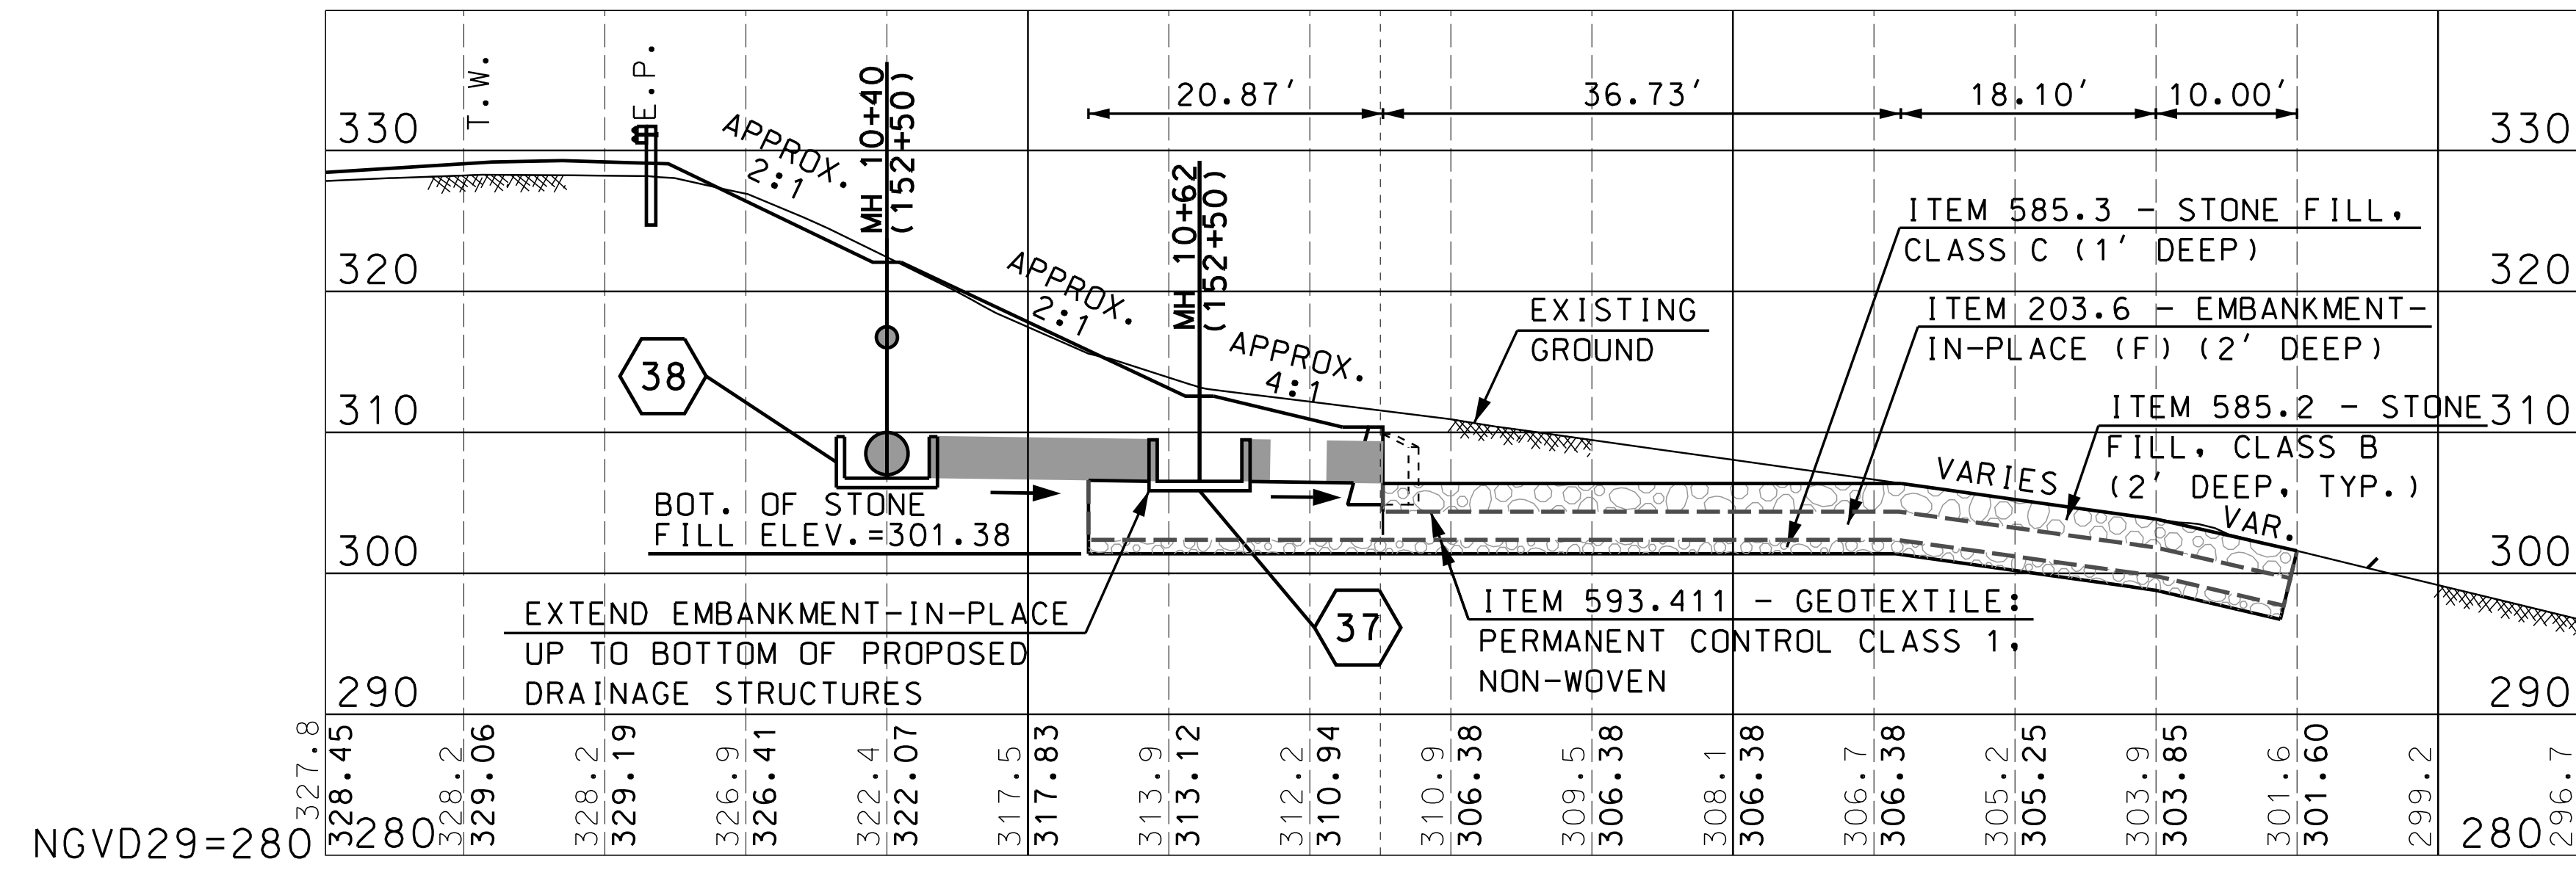 T.W.
E.P.
MH 10+40
(152+50)
20.87'
36.73'
18.10'
10.00'
330
330
APPROX.
2:1
MH 10+62
(152+50)
ITEM 585.3 - STONE FILL,
CLASS C (1' DEEP)
320
320
APPROX.
2:1
EXISTING
GROUND
ITEM 203.6 - EMBANKMENT-
IN-PLACE (F) (2' DEEP)
38
APPROX.
4:1
310
310
ITEM 585.2 - STONE
FILL, CLASS B
(2' DEEP, TYP.)
VARIES
VAR.
BOT. OF STONE
FILL ELEV.=301.38
300
300
EXTEND EMBANKMENT-IN-PLACE
UP TO BOTTOM OF PROPOSED
DRAINAGE STRUCTURES
37
ITEM 593.411 - GEOTEXTILE:
PERMANENT CONTROL CLASS 1,
NON-WOVEN
290
290
327.8
328.45
328.2
329.06
328.2
329.19
326.9
326.41
322.4
322.07
317.5
317.83
313.9
313.12
312.2
310.94
310.9
306.38
309.5
306.38
308.1
306.38
306.7
306.38
305.2
305.25
303.9
303.85
301.6
301.60
299.2
296.7
NGVD29=280
280
280